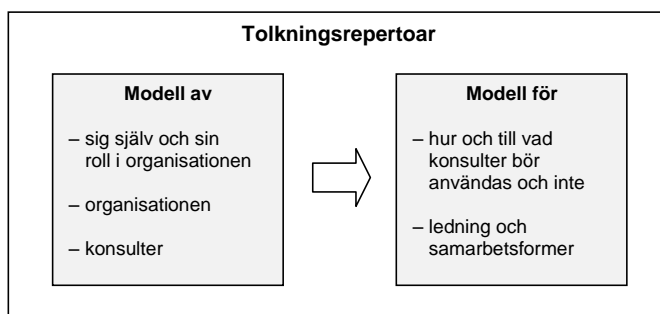 Tolkningsrepertoar
Modell av
– sig själv och sin
roll i organisationen
– organisationen
– konsulter
Modell för
– hur och till vad
konsulter bör
användas och inte
– ledning och
samarbetsformer